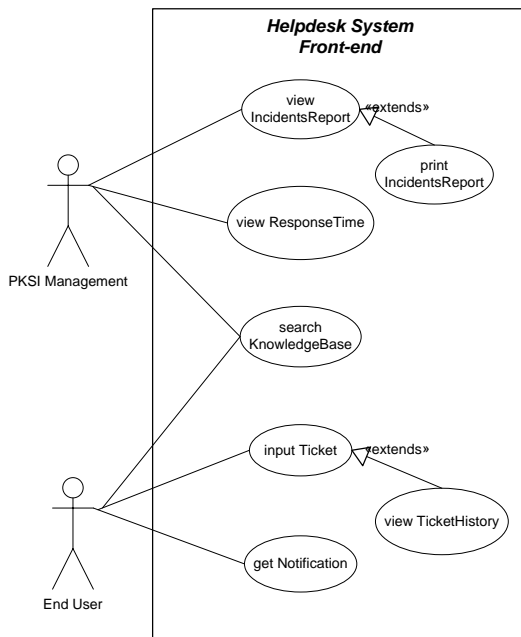 Helpdesk System
Front-end
view
IncidentsReport
«extends»
print
IncidentsReport
view ResponseTime
PKSI Management
search
KnowledgeBase
input Ticket
«extends»
view TicketHistory
get Notification
End User